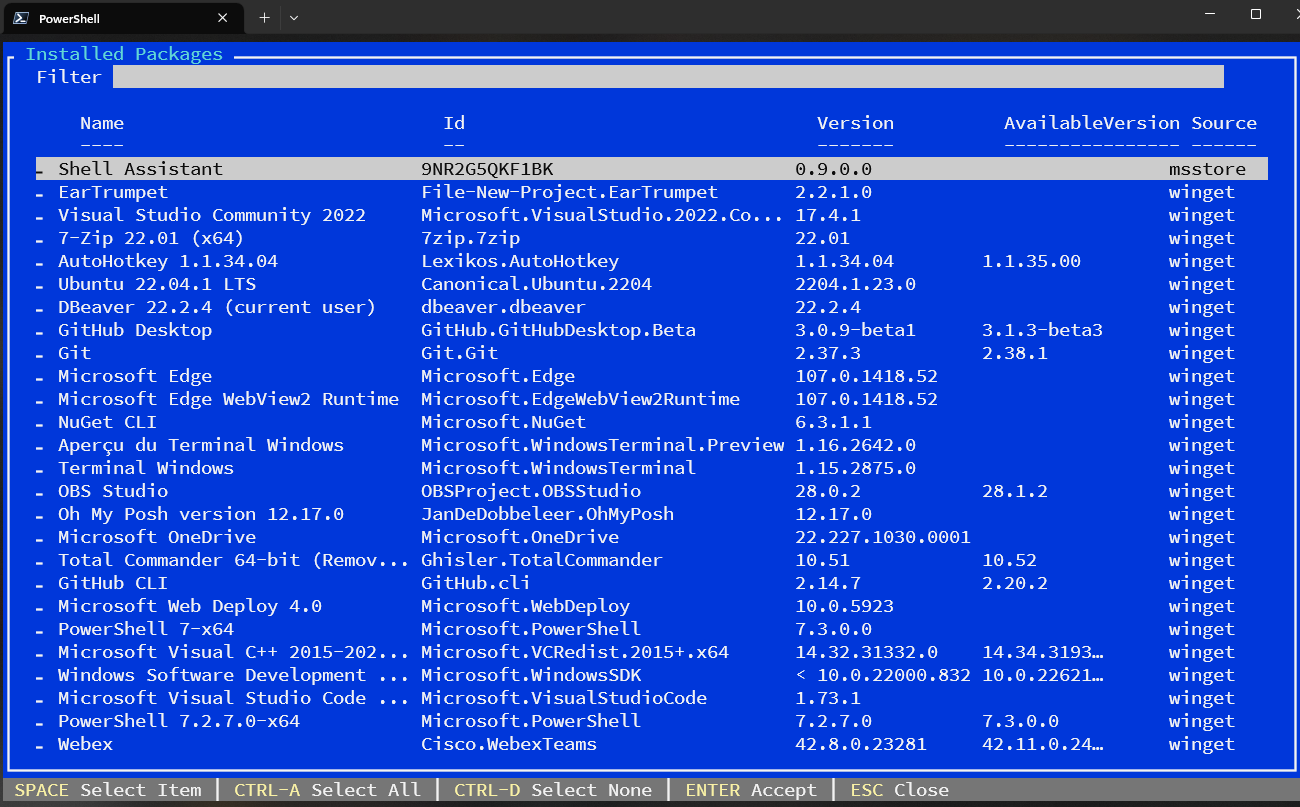 PowerShell
Installed Packages
Filter
Name Id Version AvailableVersion Source
---- -- ------- ---------------- ------
Shell Assistant 9NR2G5QKF1BK 0.9.0.0 msstore
EarTrumpet File-New-Project.EarTrumpet 2.2.1.0 winget
Visual Studio Community 2022 Microsoft.VisualStudio.2022.Co... 17.4.1 winget
7-Zip 22.01 (x64) 7zip.7zip 22.01 winget
AutoHotkey 1.1.34.04 Lexikos.AutoHotkey 1.1.34.04 1.1.35.00 winget
Ubuntu 22.04.1 LTS Canonical.Ubuntu.2204 2204.1.23.0 winget
DBeaver 22.2.4 (current user) dbeaver.dbeaver 22.2.4 winget
GitHub Desktop GitHub.GitHubDesktop.Beta 3.0.9-beta1 3.1.3-beta3 winget
Git Git.Git 2.37.3 2.38.1 winget
Microsoft Edge Microsoft.Edge 107.0.1418.52 winget
Microsoft Edge WebView2 Runtime Microsoft.EdgeWebView2Runtime 107.0.1418.52 winget
NuGet CLI Microsoft.NuGet 6.3.1.1 winget
Aperçu du Terminal Windows Microsoft.WindowsTerminal.Preview 1.16.2642.0 winget
Terminal Windows Microsoft.WindowsTerminal 1.15.2875.0 winget
OBS Studio OBSProject.OBSStudio 28.0.2 28.1.2 winget
Oh My Posh version 12.17.0 JanDeDobbeleer.OhMyPosh 12.17.0 winget
Microsoft OneDrive Microsoft.OneDrive 22.227.1030.0001 winget
Total Commander 64-bit (Remov... Ghisler.TotalCommander 10.51 10.52 winget
GitHub CLI GitHub.cli 2.14.7 2.20.2 winget
Microsoft Web Deploy 4.0 Microsoft.WebDeploy 10.0.5923 winget
PowerShell 7-x64 Microsoft.PowerShell 7.3.0.0 winget
Microsoft Visual C++ 2015-202... Microsoft.VCRedist.2015+.x64 14.32.31332.0 14.34.3193… winget
Windows Software Development ... Microsoft.WindowsSDK < 10.0.22000.832 10.0.22621… winget
Microsoft Visual Studio Code ... Microsoft.VisualStudioCode 1.73.1 winget
PowerShell 7.2.7.0-x64 Microsoft.PowerShell 7.2.7.0 7.3.0.0 winget
Webex Cisco.WebexTeams 42.8.0.23281 42.11.0.24… winget
SPACE Select Item CTRL-A Select All CTRL-D Select None ENTER Accept ESC Close